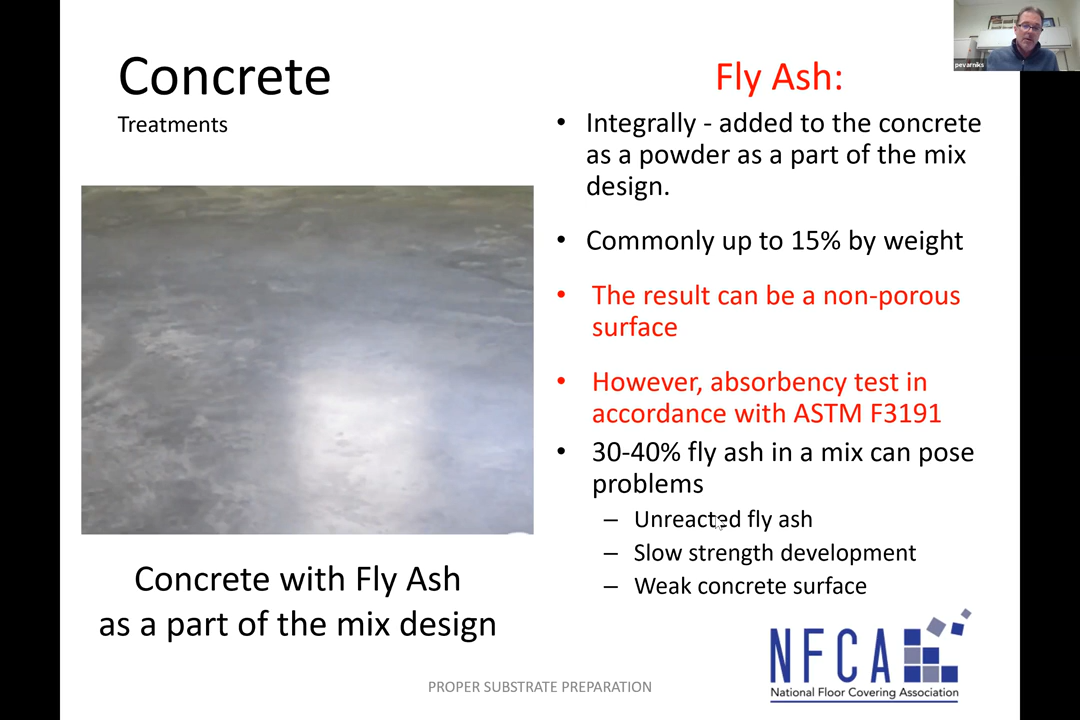 Concrete
Treatments
Concrete with Fly Ash
as a part of the mix design
Fly Ash:
• Integrally - added to the concrete
as a powder as a part of the mix
design.
• Commonly up to 15% by weight
• The result can be a non-porous
surface
• However, absorbency test in
accordance with ASTM F3191
• 30-40% fly ash in a mix can pose
problems
– Unreacted fly ash
– Slow strength development
– Weak concrete surface
NFCA
National Floor Covering Association
PROPER SUBSTRATE PREPARATION
pevarniks